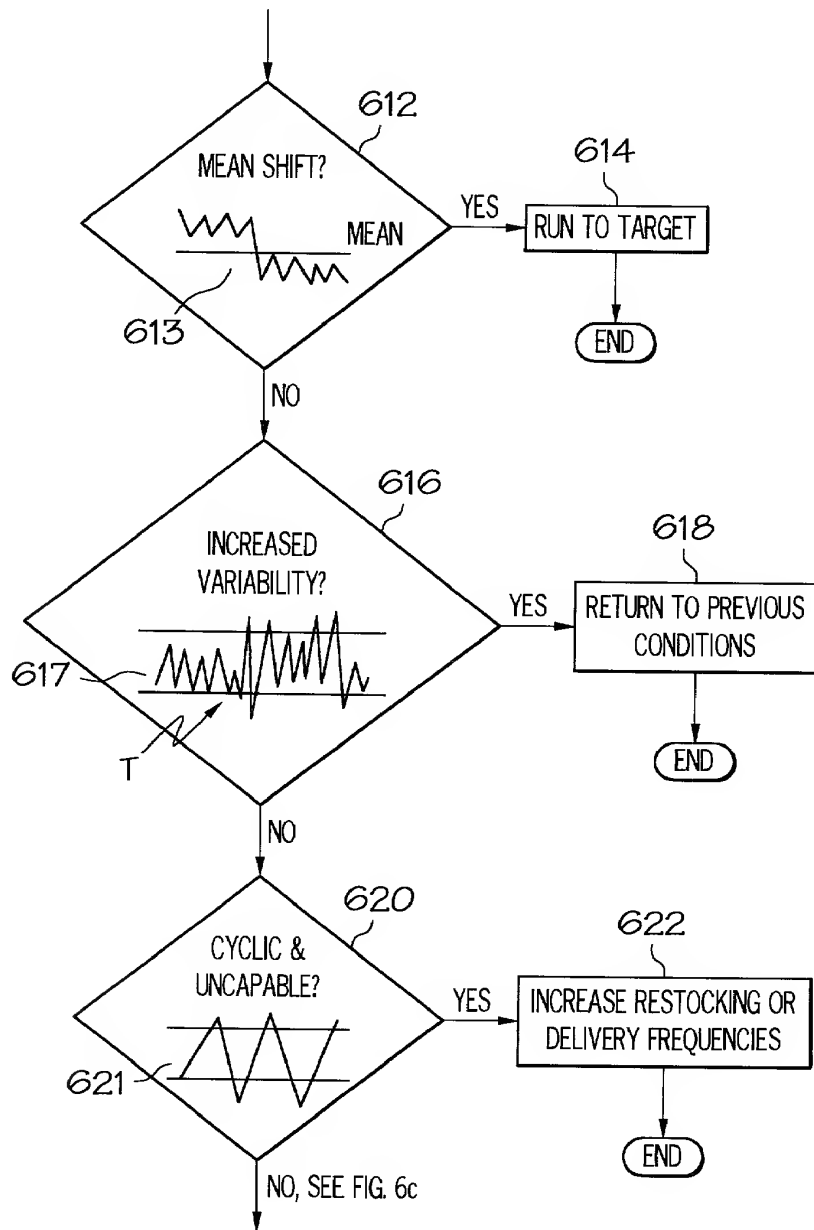 612
MEAN SHIFT?
MEAN
613
YES
614
RUN TO TARGET
END
NO
616
INCREASED
VARIABILITY?
617
T
YES
618
RETURN TO PREVIOUS
CONDITIONS
END
NO
620
CYCLIC &
UNCAPABLE?
621
YES
622
INCREASE RESTOCKING OR
DELIVERY FREQUENCIES
END
NO, SEE FIG. 6c